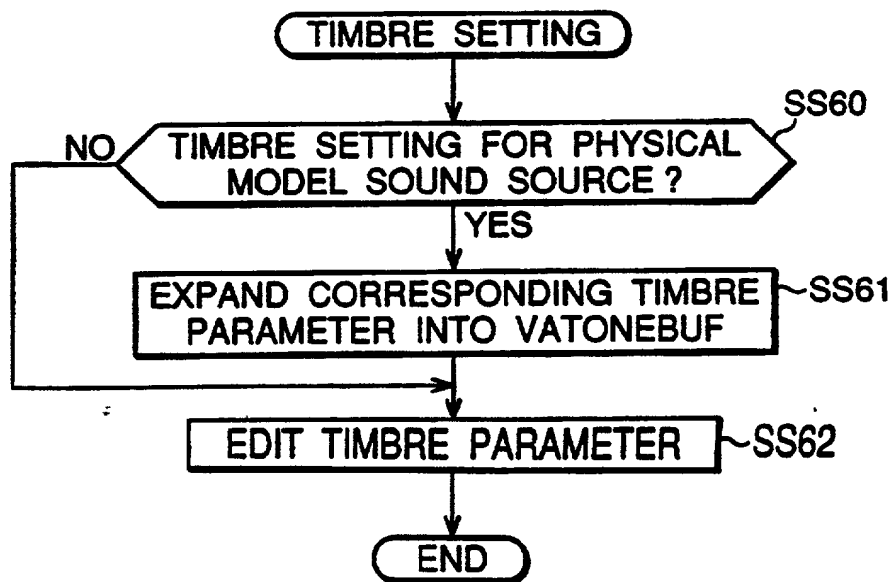 TIMBRE SETTING
SS60
NO
TIMBRE SETTING FOR PHYSICAL
MODEL SOUND SOURCE ?
YES
EXPAND CORRESPONDING TIMBRE
PARAMETER INTO VATONEBUF
SS61
EDIT TIMBRE PARAMETER
SS62
END